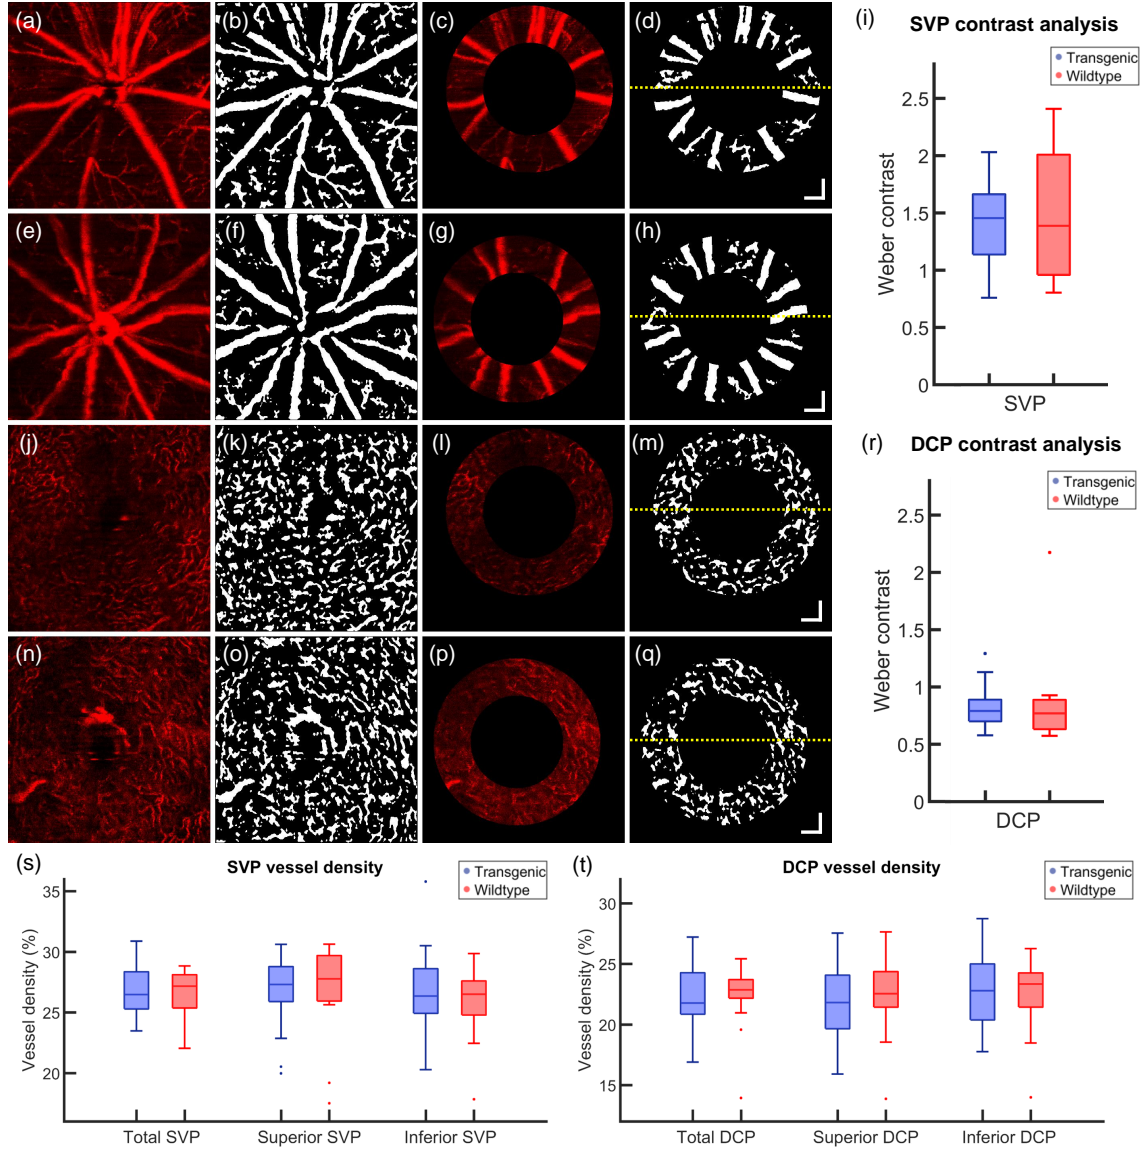 (a)
(b)
(c)
(d)
(i)
SVP contrast analysis
Transgenic
Wildtype
2.5
2
1.5
1
0.5
0
Weber contrast
SVP
(e)
(f)
(g)
(h)
(j)
(k)
(l)
(m)
(r)
DCP contrast analysis
Transgenic
Wildtype
2.5
2
1.5
1
0.5
0
Weber contrast
DCP
(n)
(o)
(p)
(q)
(s)
SVP vessel density
Transgenic
Wildtype
35
30
25
20
Vessel density (%)
Total SVP
Superior SVP
Inferior SVP
(t)
DCP vessel density
Transgenic
Wildtype
30
25
20
15
Vessel density (%)
Total DCP
Superior DCP
Inferior DCP